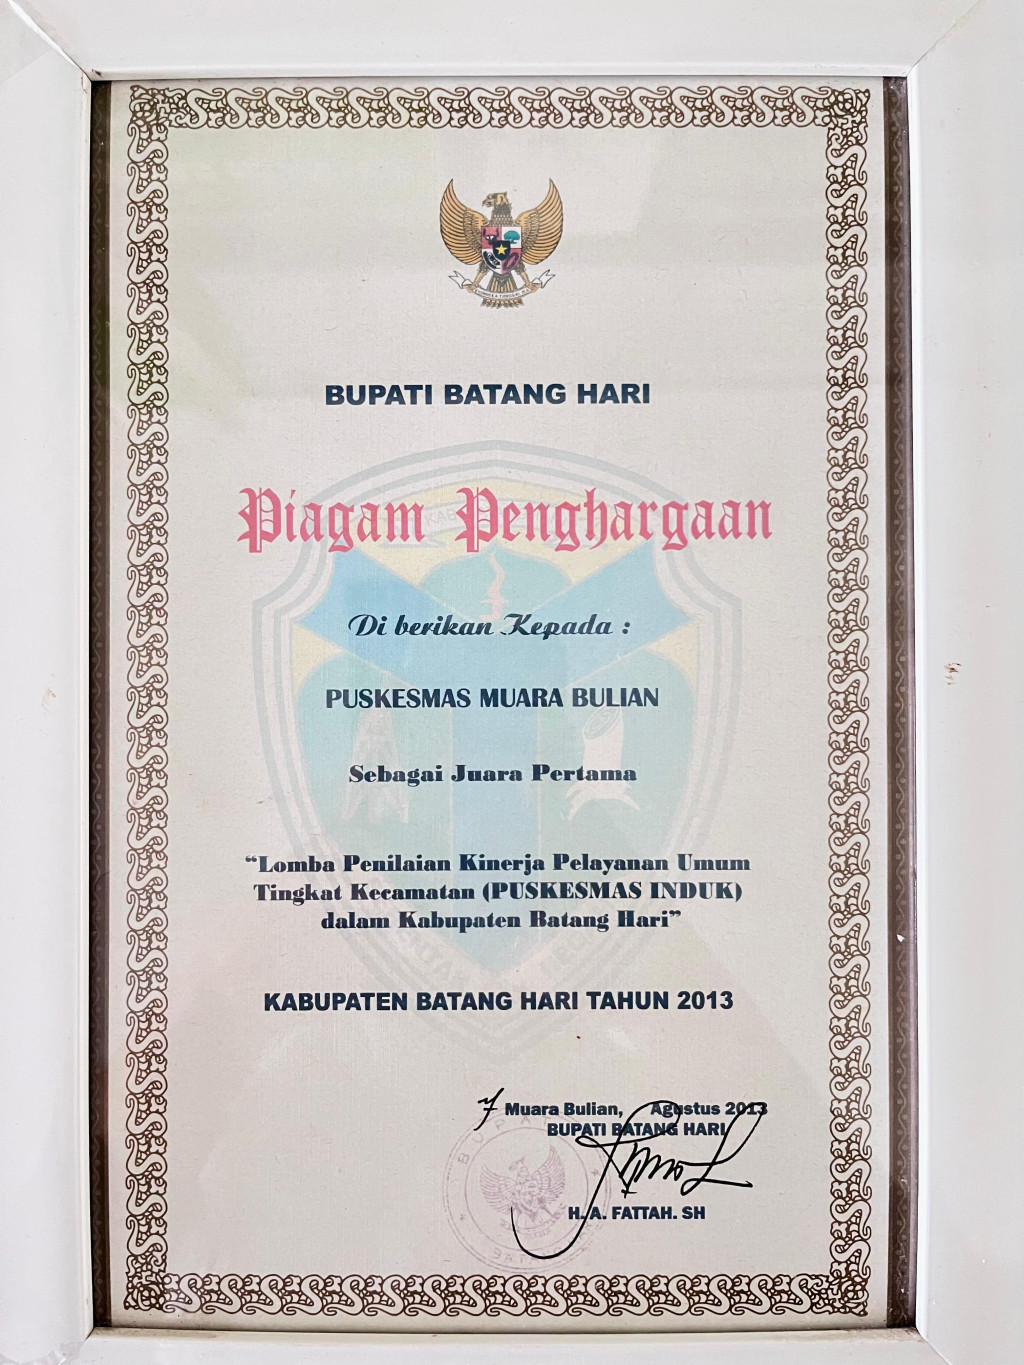 BUPATI BATANG HARI
Piagam Penghargaan
Di berikan Kepada :
PUSKESMAS MUARA BULIAN
Sebagai Juara Pertama
“Lomba Penilaian Kinerja Pelayanan Umum
Tingkat Kecamatan (PUSKESMAS INDUK)
dalam Kabupaten Batang Hari”
KABUPATEN BATANG HARI TAHUN 2013
Muara Bulian, Agustus 2013
BUPATI BATANG HARI
BUPATI
H. A. FATTAH. SH